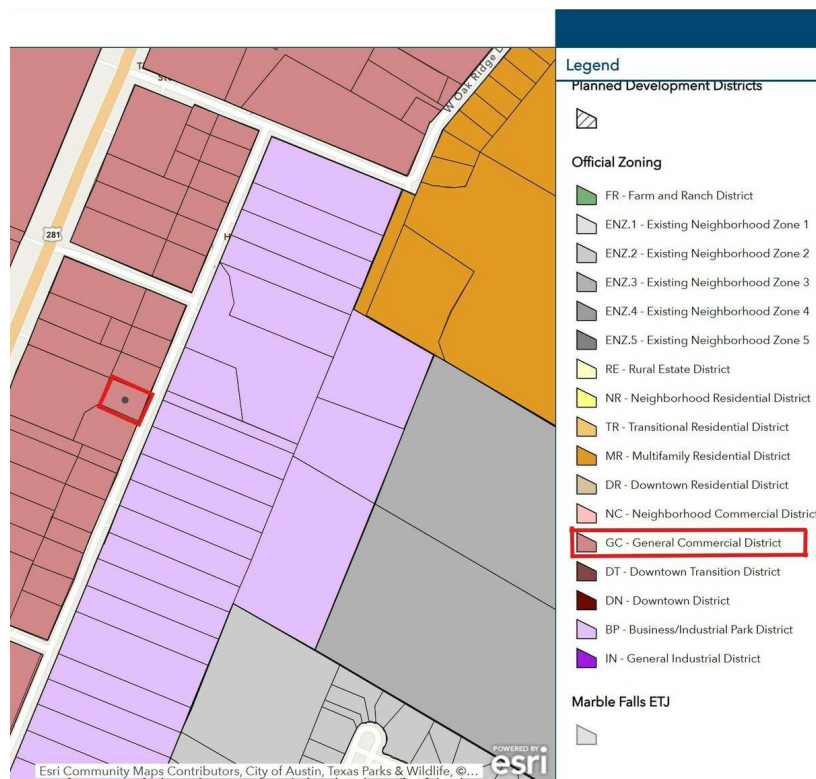 W Oak Ridge D
281
H
Esri Community Maps Contributors, City of Austin, Texas Parks & Wildlife, ©...
POWERED BY
esri
Legend
Planned Development Districts
Official Zoning
FR - Farm and Ranch District
ENZ.1 - Existing Neighborhood Zone 1
ENZ.2 - Existing Neighborhood Zone 2
ENZ.3 - Existing Neighborhood Zone 3
ENZ.4 - Existing Neighborhood Zone 4
ENZ.5 - Existing Neighborhood Zone 5
RE - Rural Estate District
NR - Neighborhood Residential District
TR - Transitional Residential District
MR - Multifamily Residential District
DR - Downtown Residential District
NC - Neighborhood Commercial District
GC - General Commercial District
DT - Downtown Transition District
DN - Downtown District
BP - Business/Industrial Park District
IN - General Industrial District
Marble Falls ETJ